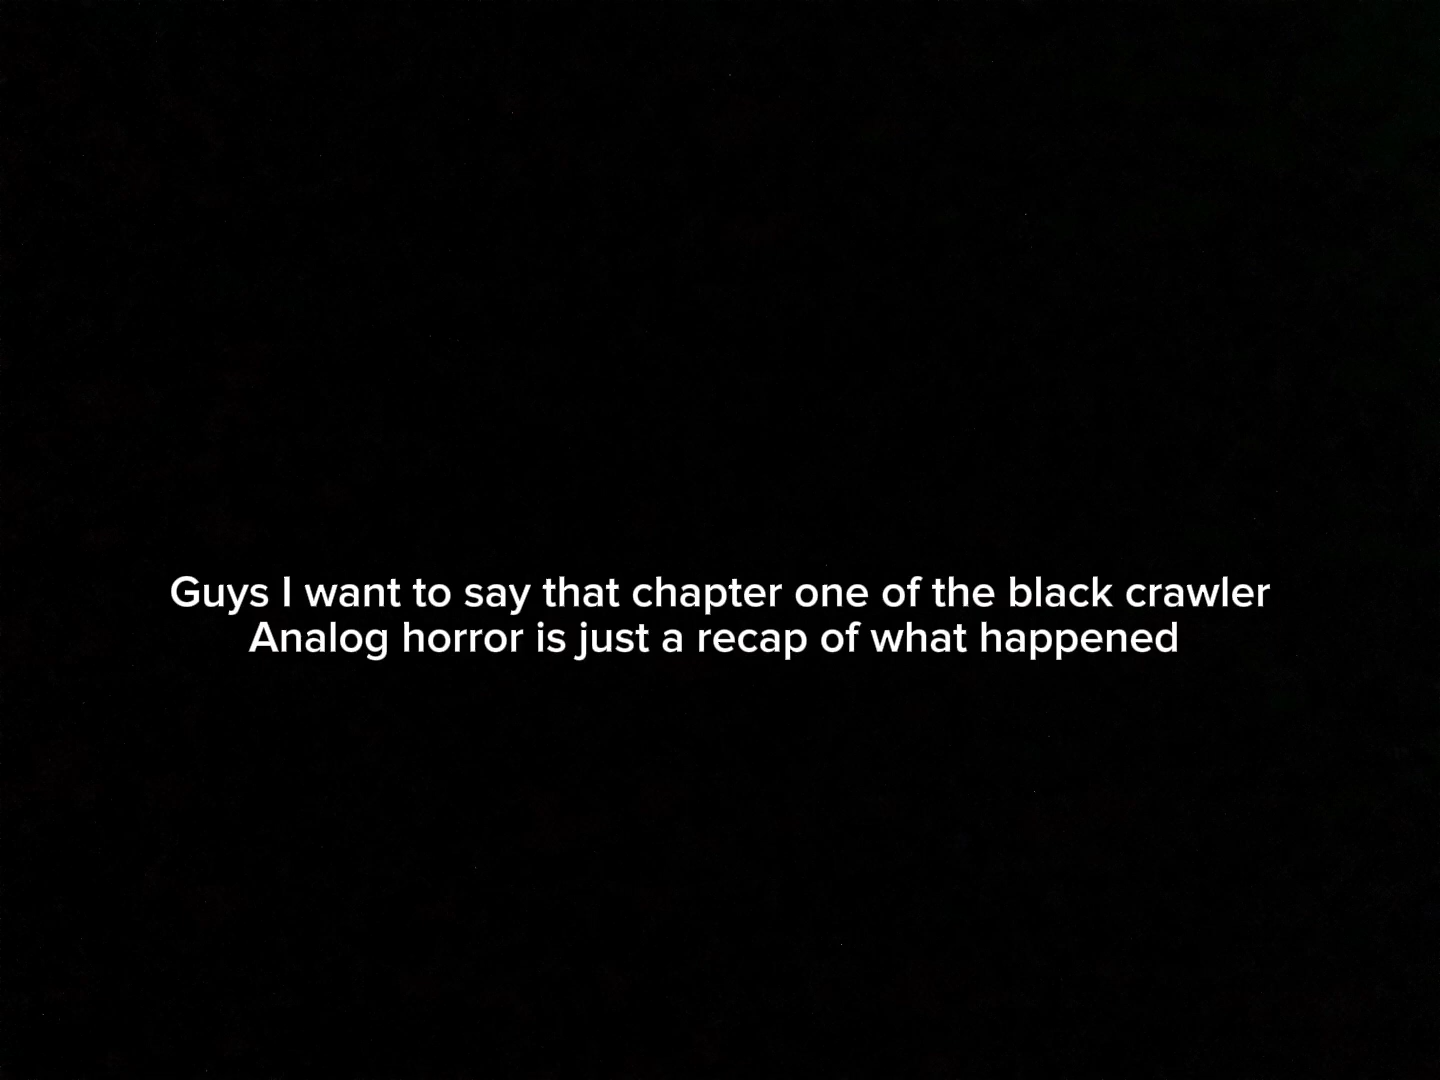 Guys I want to say that chapter one of the black crawler
Analog horror is just a recap of what happened